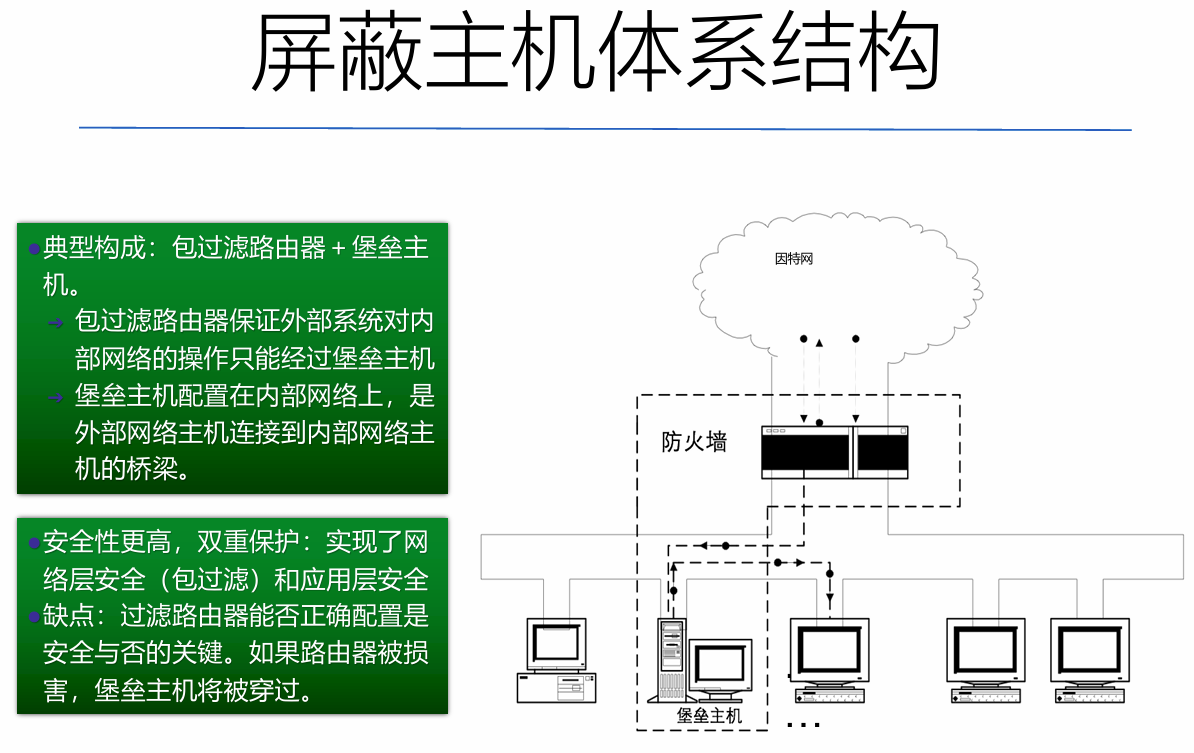 屏蔽主机体系结构
典型构成：包过滤路由器＋堡垒主
机。
包过滤路由器保证外部系统对内
部网络的操作只能经过堡垒主机
堡垒主机配置在内部网络上，是
外部网络主机连接到内部网络主
机的桥梁。
安全性更高，双重保护：实现了网
络层安全（包过滤）和应用层安全
缺点：过滤路由器能否正确配置是
安全与否的关键。如果路由器被损
害，堡垒主机将被穿过。
因特网
防火墙
堡垒主机
...